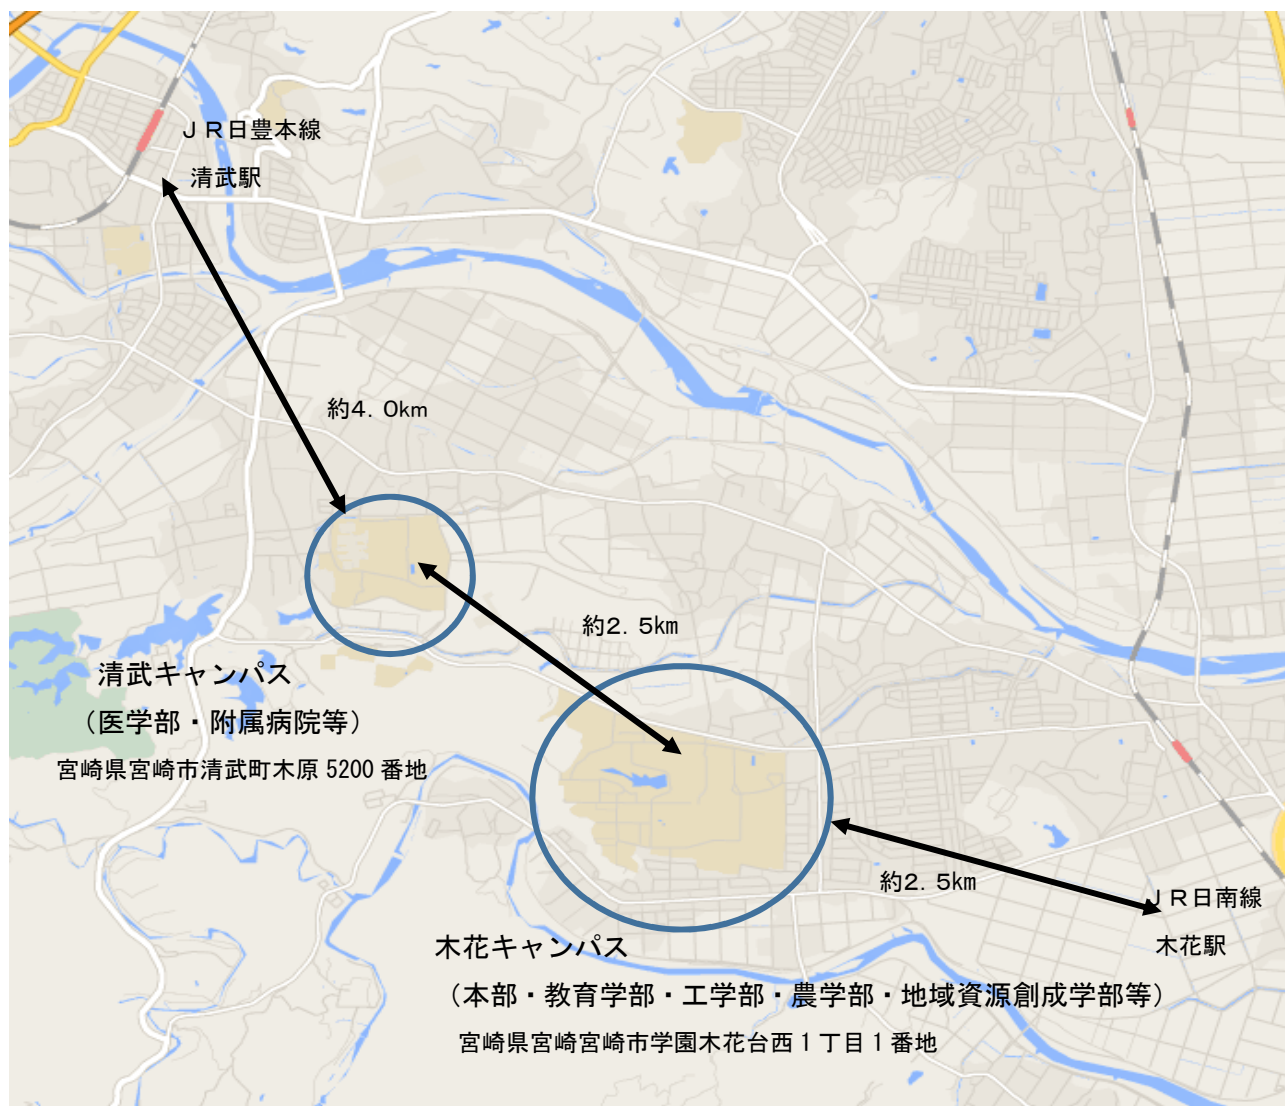 ＪＲ日豊本線
清武駅
約４．０km
約２．５km
清武キャンパス
（医学部・附属病院等）
宮崎県宮崎市清武町木原 5200 番地
約２．５km
ＪＲ日南線
木花駅
木花キャンパス
（本部・教育学部・工学部・農学部・地域資源創成学部等）
宮崎県宮崎宮崎市学園木花台西１丁目１番地